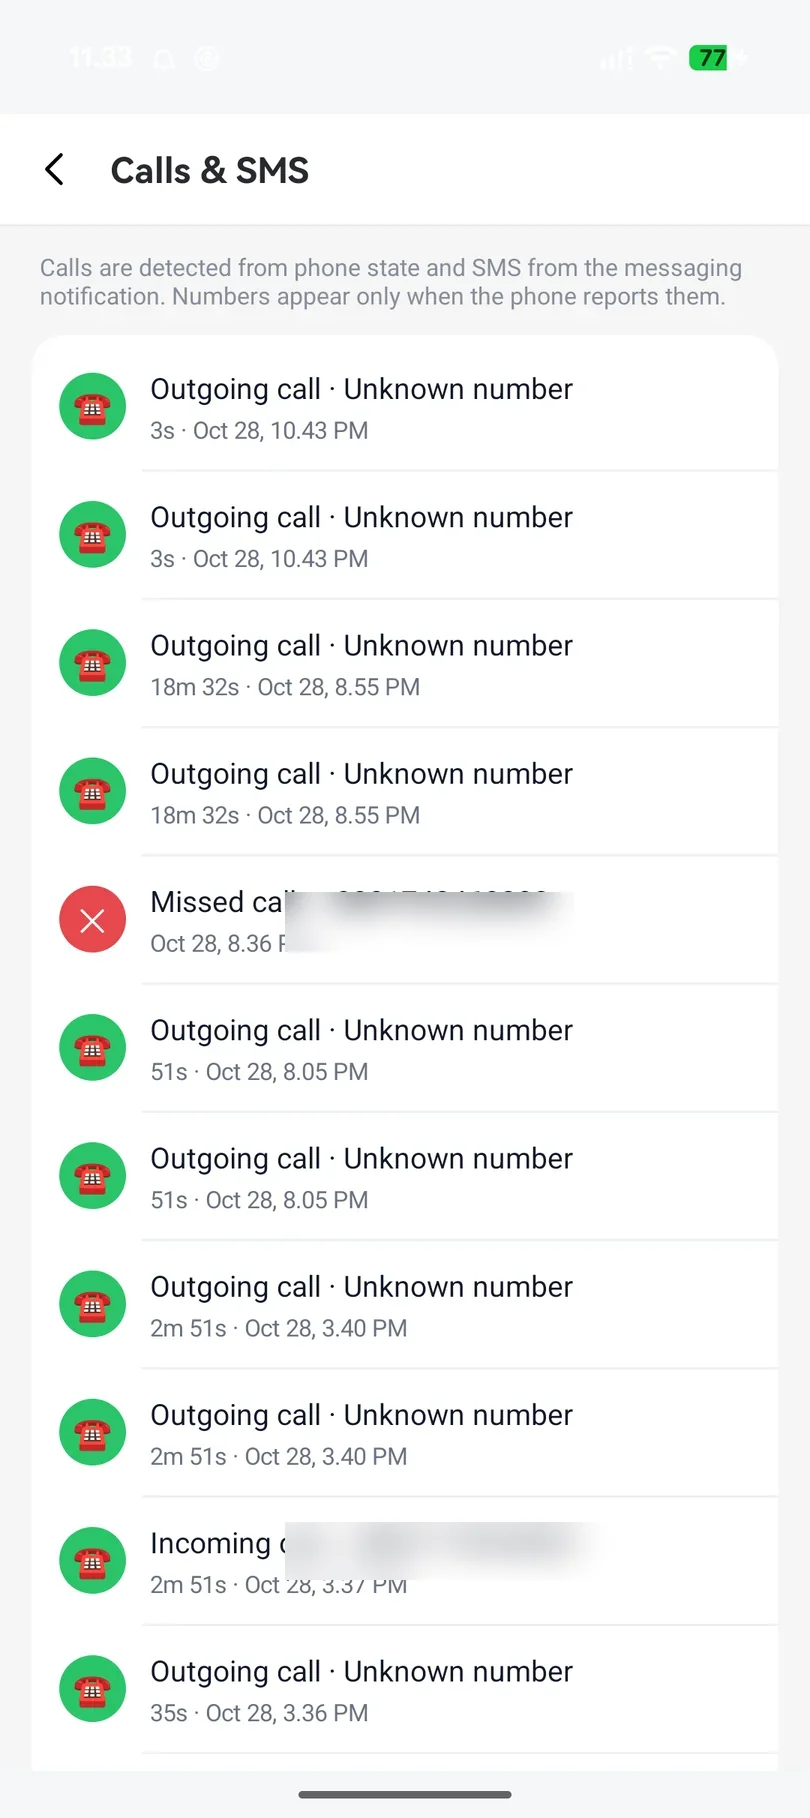 11.33
77
Calls & SMS
Calls are detected from phone state and SMS from the messaging
notification. Numbers appear only when the phone reports them.
Outgoing call · Unknown number
3s · Oct 28, 10.43 PM
Outgoing call · Unknown number
3s · Oct 28, 10.43 PM
Outgoing call · Unknown number
18m 32s · Oct 28, 8.55 PM
Outgoing call · Unknown number
18m 32s · Oct 28, 8.55 PM
Missed
Oct 28, 8.36
Outgoing call · Unknown number
51s · Oct 28, 8.05 PM
Outgoing call · Unknown number
51s · Oct 28, 8.05 PM
Outgoing call · Unknown number
2m 51s · Oct 28, 3.40 PM
Outgoing call · Unknown number
2m 51s · Oct 28, 3.40 PM
Incoming
2m 51s · Oct 28, 3.37 PM
Outgoing call · Unknown number
35s · Oct 28, 3.36 PM